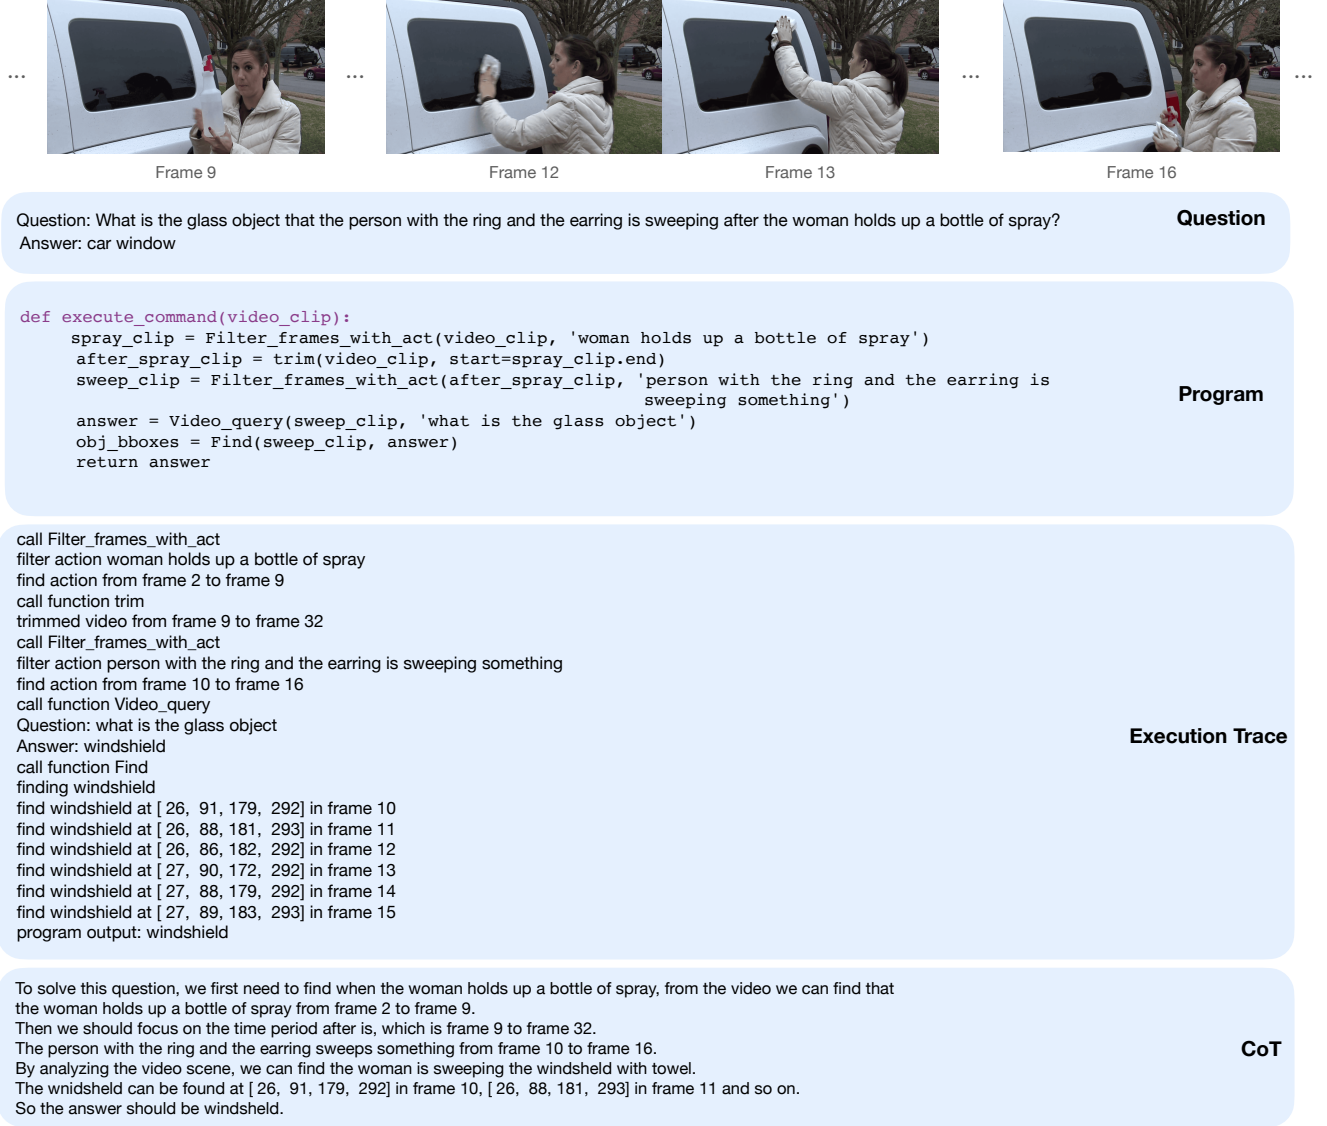 ... ... ... ...
Frame 9 Frame 12 Frame 13 Frame 16
Question: What is the glass object that the person with the ring and the earring is sweeping after the woman holds up a bottle of spray?
Answer: car window
Question
def execute_command(video_clip):
spray_clip = Filter_frames_with_act(video_clip, 'woman holds up a bottle of spray')
after_spray_clip = trim(video_clip, start=spray_clip.end)
sweep_clip = Filter_frames_with_act(after_spray_clip, 'person with the ring and the earring is
sweeping something')
answer = Video_query(sweep_clip, 'what is the glass object')
obj_bboxes = Find(sweep_clip, answer)
return answer
Program
call Filter_frames_with_act
filter action woman holds up a bottle of spray
find action from frame 2 to frame 9
call function trim
trimmed video from frame 9 to frame 32
call Filter_frames_with_act
filter action person with the ring and the earring is sweeping something
find action from frame 10 to frame 16
call function Video_query
Question: what is the glass object
Answer: windshield
call function Find
finding windshield
find windshield at [ 26, 91, 179, 292] in frame 10
find windshield at [ 26, 88, 181, 293] in frame 11
find windshield at [ 26, 86, 182, 292] in frame 12
find windshield at [ 27, 90, 172, 292] in frame 13
find windshield at [ 27, 88, 179, 292] in frame 14
find windshield at [ 27, 89, 183, 293] in frame 15
program output: windshield
Execution Trace
To solve this question, we first need to find when the woman holds up a bottle of spray, from the video we can find that
the woman holds up a bottle of spray from frame 2 to frame 9.
Then we should focus on the time period after is, which is frame 9 to frame 32.
The person with the ring and the earring sweeps something from frame 10 to frame 16.
By analyzing the video scene, we can find the woman is sweeping the windsheld with towel.
The wnidsheld can be found at [ 26, 91, 179, 292] in frame 10, [ 26, 88, 181, 293] in frame 11 and so on.
So the answer should be windsheld.
CoT